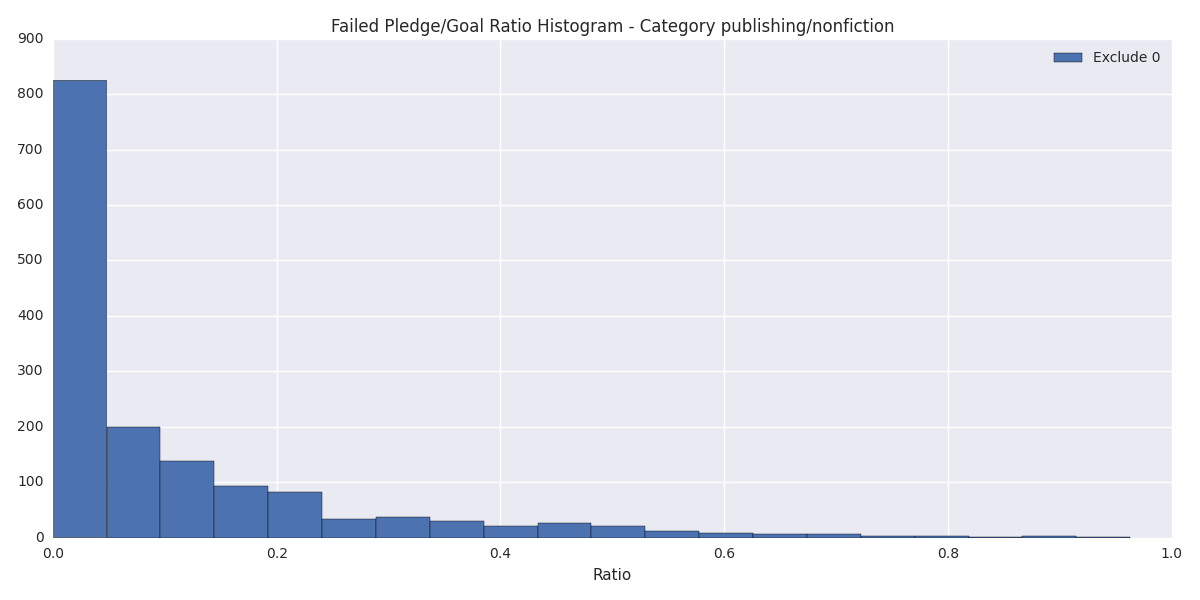 Failed Pledge/Goal Ratio Histogram - Category publishing/nonfiction
900
800
700
600
500
400
300
200
100
0
Exclude 0
0.0 0.2 0.4 0.6 0.8 1.0
Ratio